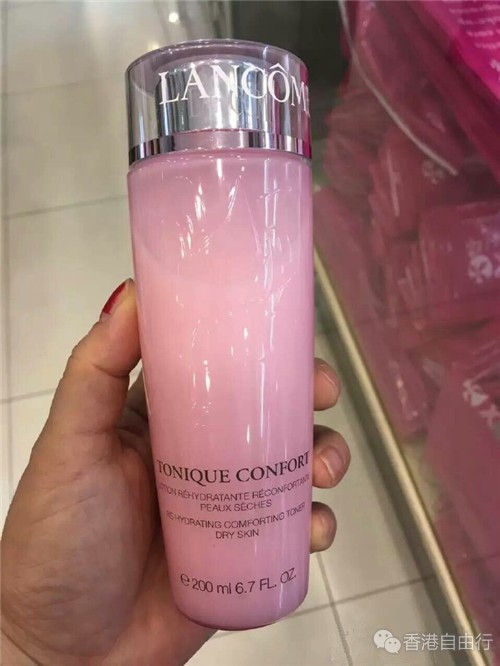 LANCÔME
TONIQUE CONFORT
LOTION RÉHYDRATANTE RÉCONFORTANTE
PEAUX SÈCHES
RE-HYDRATING COMFORTING TONER
DRY SKIN
e 200 ml 6.7 FL. OZ.
香港自由行